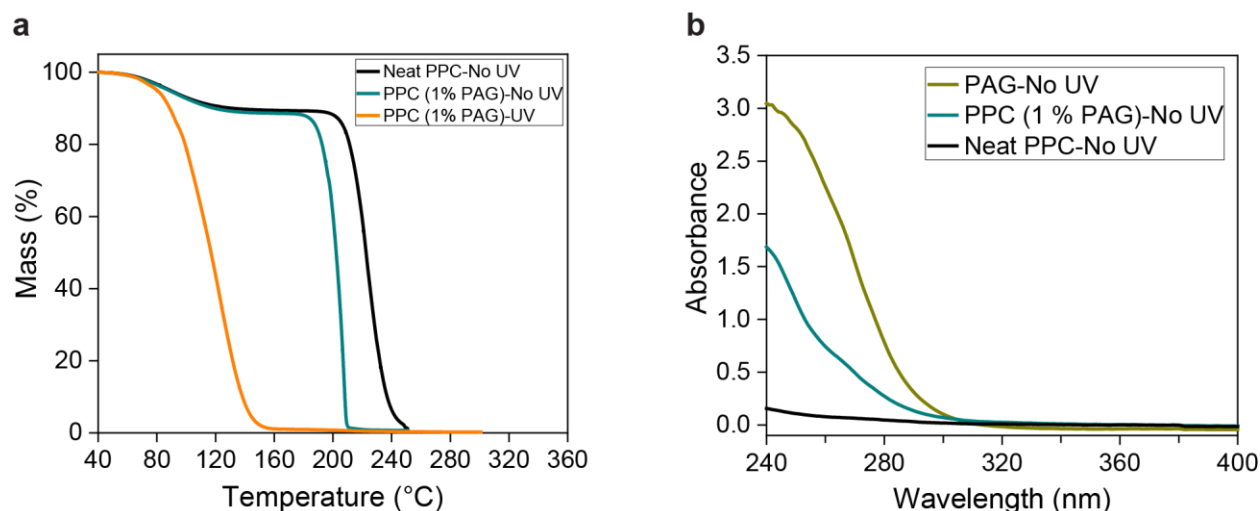 a
100
80
60
40
20
0
Mass (%)
Neat PPC-No UV
PPC (1% PAG)-No UV
PPC (1% PAG)-UV
40 80 120 160 200 240 280 320 360
Temperature (°C)
b
3.5
3.0
2.5
2.0
1.5
1.0
0.5
0.0
Absorbance
PAG-No UV
PPC (1 % PAG)-No UV
Neat PPC-No UV
240 280 320 360 400
Wavelength (nm)